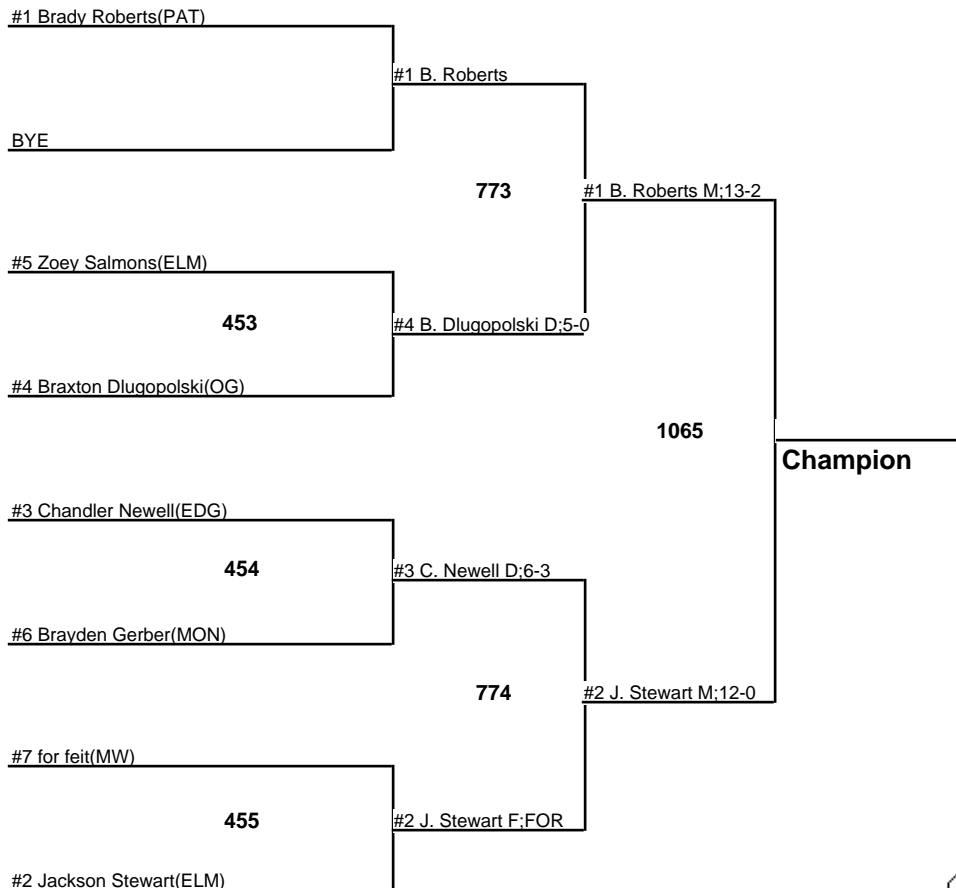 #1 Brady Roberts(PAT)
#1 B. Roberts
BYE
773
#1 B. Roberts M;13-2
#5 Zoey Salmons(ELM)
453
#4 B. Dlugopolski D;5-0
#4 Braxton Dlugopolski(OG)
1065
Champion
#3 Chandler Newell(EDG)
454
#3 C. Newell D;6-3
#6 Brayden Gerber(MON)
774
#2 J. Stewart M;12-0
#7 for feit(MW)
455
#2 J. Stewart F;FOR
#2 Jackson Stewart(ELM)